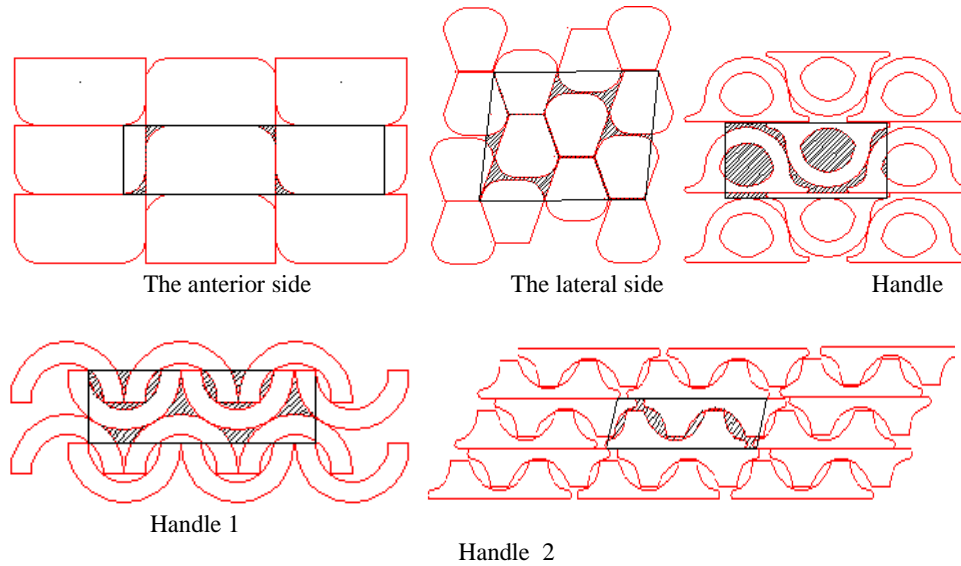 The anterior side
The lateral side
Handle
Handle 1
Handle 2